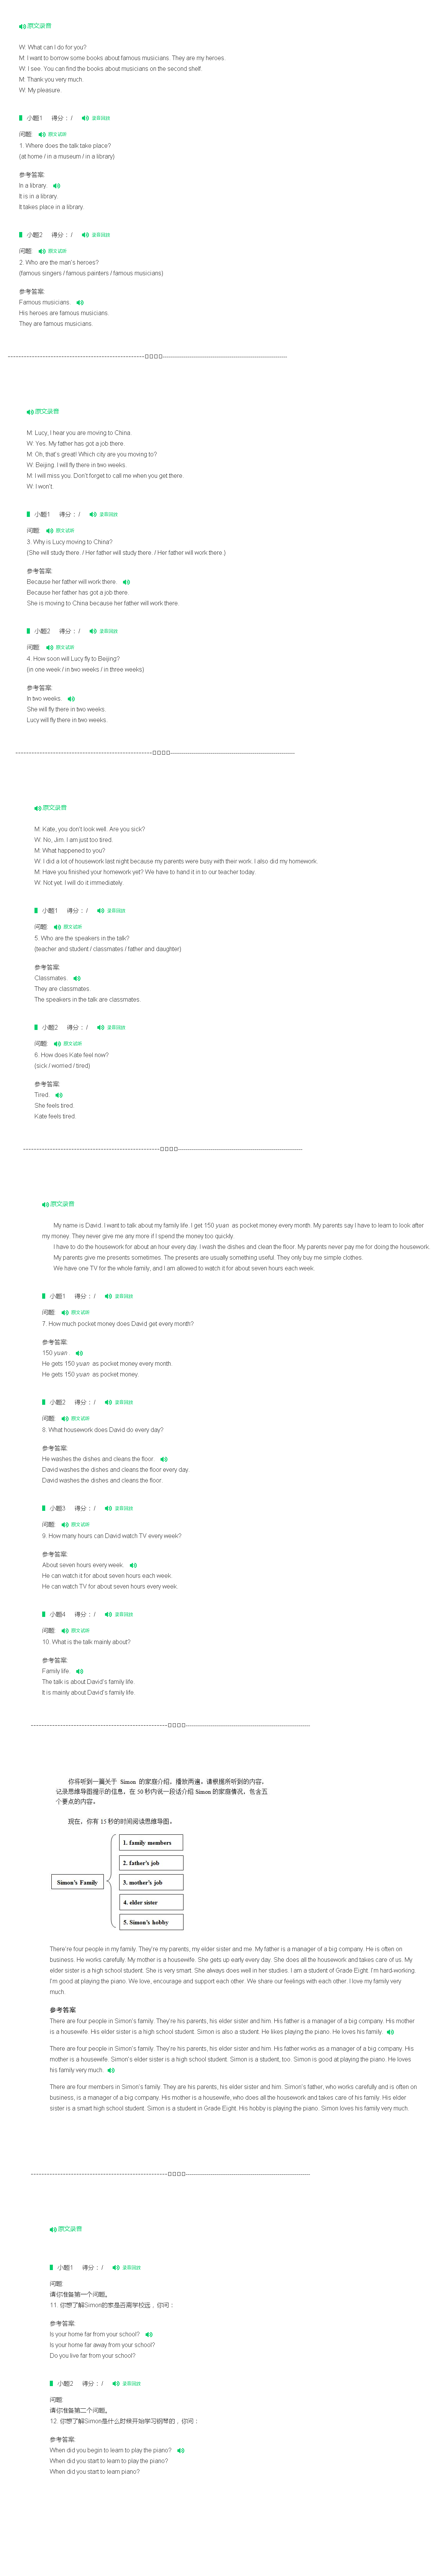 原文录音
W: What can I do for you?
M: I want to borrow some books about famous musicians. They are my heroes.
W: I see. You can find the books about musicians on the second shelf.
M: Thank you very much.
W: My pleasure.
小题1 得分：/ 录音回放
问题: 原文试听
1. Where does the talk take place?
(at home / in a museum / in a library)
参考答案:
In a library.
It is in a library.
It takes place in a library.
小题2 得分：/ 录音回放
问题: 原文试听
2. Who are the man's heroes?
(famous singers / famous painters / famous musicians)
参考答案:
Famous musicians.
His heroes are famous musicians.
They are famous musicians.
原文录音
M: Lucy, I hear you are moving to China.
W: Yes. My father has got a job there.
M: Oh, that's great! Which city are you moving to?
W: Beijing. I will fly there in two weeks.
M: I will miss you. Don't forget to call me when you get there.
W: I won't.
小题1 得分：/ 录音回放
问题: 原文试听
3. Why is Lucy moving to China?
(She will study there. / Her father will study there. / Her father will work there.)
参考答案:
Because her father will work there.
Because her father has got a job there.
She is moving to China because her father will work there.
小题2 得分：/ 录音回放
问题: 原文试听
4. How soon will Lucy fly to Beijing?
(in one week / in two weeks / in three weeks)
参考答案:
In two weeks.
She will fly there in two weeks.
Lucy will fly there in two weeks.
原文录音
M: Kate, you don't look well. Are you sick?
W: No, Jim. I am just too tired.
M: What happened to you?
W: I did a lot of housework last night because my parents were busy with their work. I also did my homework.
M: Have you finished your homework yet? We have to hand it in to our teacher today.
W: Not yet. I will do it immediately.
小题1 得分：/ 录音回放
问题: 原文试听
5. Who are the speakers in the talk?
(teacher and student / classmates / father and daughter)
参考答案:
Classmates.
They are classmates.
The speakers in the talk are classmates.
小题2 得分：/ 录音回放
问题: 原文试听
6. How does Kate feel now?
(sick / worried / tired)
参考答案:
Tired.
She feels tired.
Kate feels tired.
原文录音
My name is David. I want to talk about my family life. I get 150 yuan as pocket money every month. My parents say I have to learn to look after
my money. They never give me any more if I spend the money too quickly.
I have to do the housework for about an hour every day. I wash the dishes and clean the floor. My parents never pay me for doing the housework.
My parents give me presents sometimes. The presents are usually something useful. They only buy me simple clothes.
We have one TV for the whole family, and I am allowed to watch it for about seven hours each week.
小题1 得分：/ 录音回放
问题: 原文试听
7. How much pocket money does David get every month?
参考答案:
150 yuan.
He gets 150 yuan as pocket money every month.
He gets 150 yuan as pocket money.
小题2 得分：/ 录音回放
问题: 原文试听
8. What housework does David do every day?
参考答案:
He washes the dishes and cleans the floor.
David washes the dishes and cleans the floor every day.
David washes the dishes and cleans the floor.
小题3 得分：/ 录音回放
问题: 原文试听
9. How many hours can David watch TV every week?
参考答案:
About seven hours every week.
He can watch it for about seven hours each week.
He can watch TV for about seven hours every week.
小题4 得分：/ 录音回放
问题: 原文试听
10. What is the talk mainly about?
参考答案:
Family life.
The talk is about David's family life.
It is mainly about David's family life.
你将听到一篇关于 Simon 的家庭介绍，播放两遍。请根据所听到的内容，
记录思维导图提示的信息，在 50 秒内说一段话介绍 Simon 的家庭情况，包含五
个要点的内容。
现在，你有 15 秒的时间阅读思维导图。
Simon's Family
1. family members
2. father's job
3. mother's job
4. elder sister
5. Simon's hobby
There're four people in my family. They're my parents, my elder sister and me. My father is a manager of a big company. He is often on
business. He works carefully. My mother is a housewife. She gets up early every day. She does all the housework and takes care of us. My
elder sister is a high school student. She is very smart. She always does well in her studies. I am a student of Grade Eight. I'm hard-working.
I'm good at playing the piano. We love, encourage and support each other. We share our feelings with each other. I love my family very
much.
参考答案
There are four people in Simon's family. They're his parents, his elder sister and him. His father is a manager of a big company. His mother
is a housewife. His elder sister is a high school student. Simon is also a student. He likes playing the piano. He loves his family.
There are four people in Simon's family. They're his parents, his elder sister and him. His father works as a manager of a big company. His
mother is a housewife. Simon's elder sister is a high school student. Simon is a student, too. Simon is good at playing the piano. He loves
his family very much.
There are four members in Simon's family. They are his parents, his elder sister and him. Simon's father, who works carefully and is often on
business, is a manager of a big company. His mother is a housewife, who does all the housework and takes care of his family. His elder
sister is a smart high school student. Simon is a student in Grade Eight. His hobby is playing the piano. Simon loves his family very much.
原文录音
小题1 得分：/ 录音回放
问题:
请你准备第一个问题。
11. 你想了解Simon的家是否离学校远，你问：
参考答案:
Is your home far from your school?
Is your home far away from your school?
Do you live far from your school?
小题2 得分：/ 录音回放
问题:
请你准备第二个问题。
12. 你想了解Simon是什么时候开始学习钢琴的，你问：
参考答案:
When did you begin to learn to play the piano?
When did you start to learn to play the piano?
When did you start to learn piano?